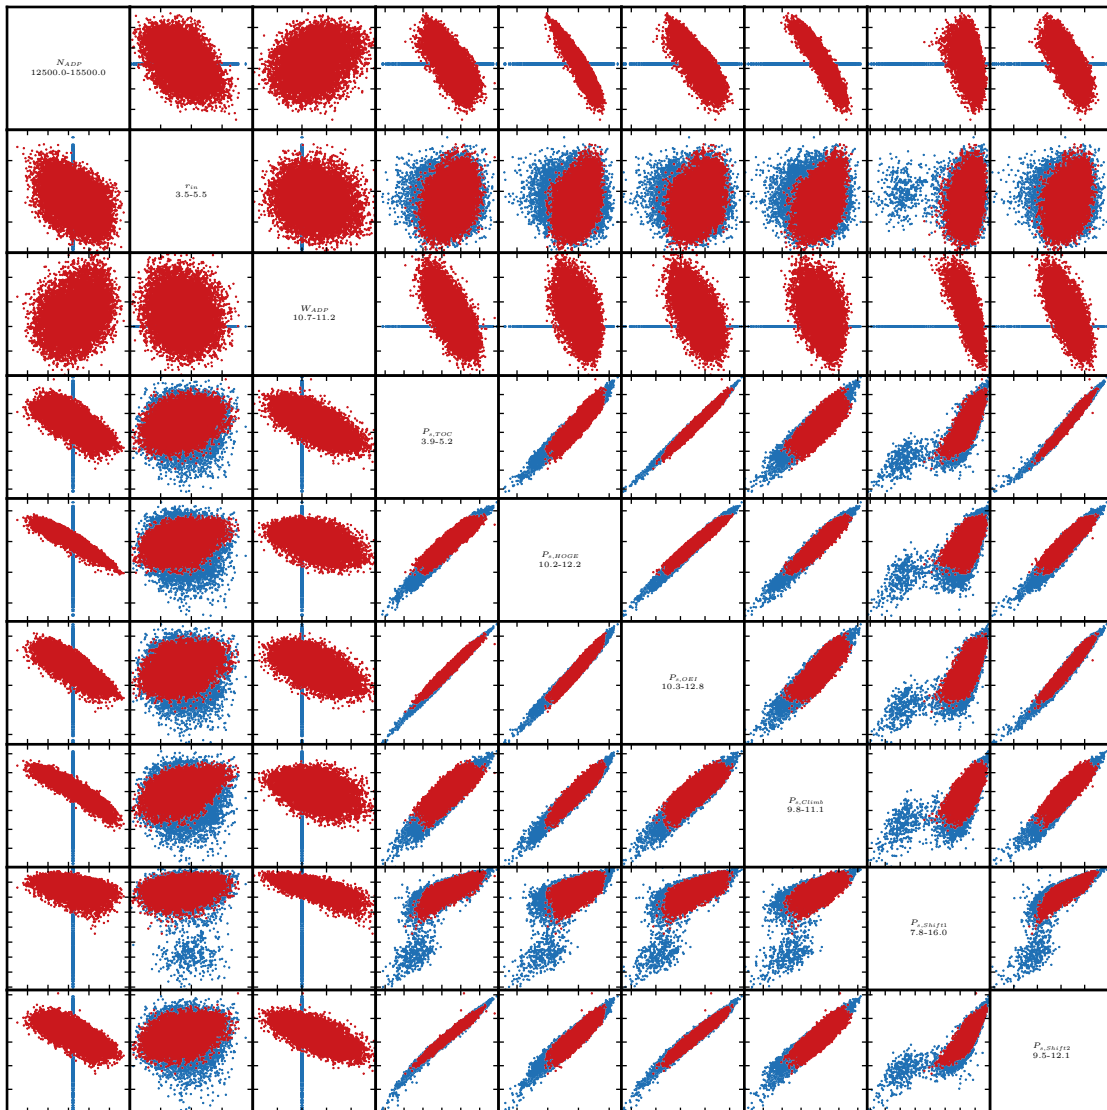 N_ADP
12500.0-15500.0
r_in
3.5-5.5
W_ADP
10.7-11.2
P_s,TOC
3.9-5.2
P_s,HOGE
10.2-12.2
P_s,OEI
10.3-12.8
P_s,Climb
9.8-11.1
P_s,Shift1
7.8-16.0
P_s,Shift2
9.5-12.1